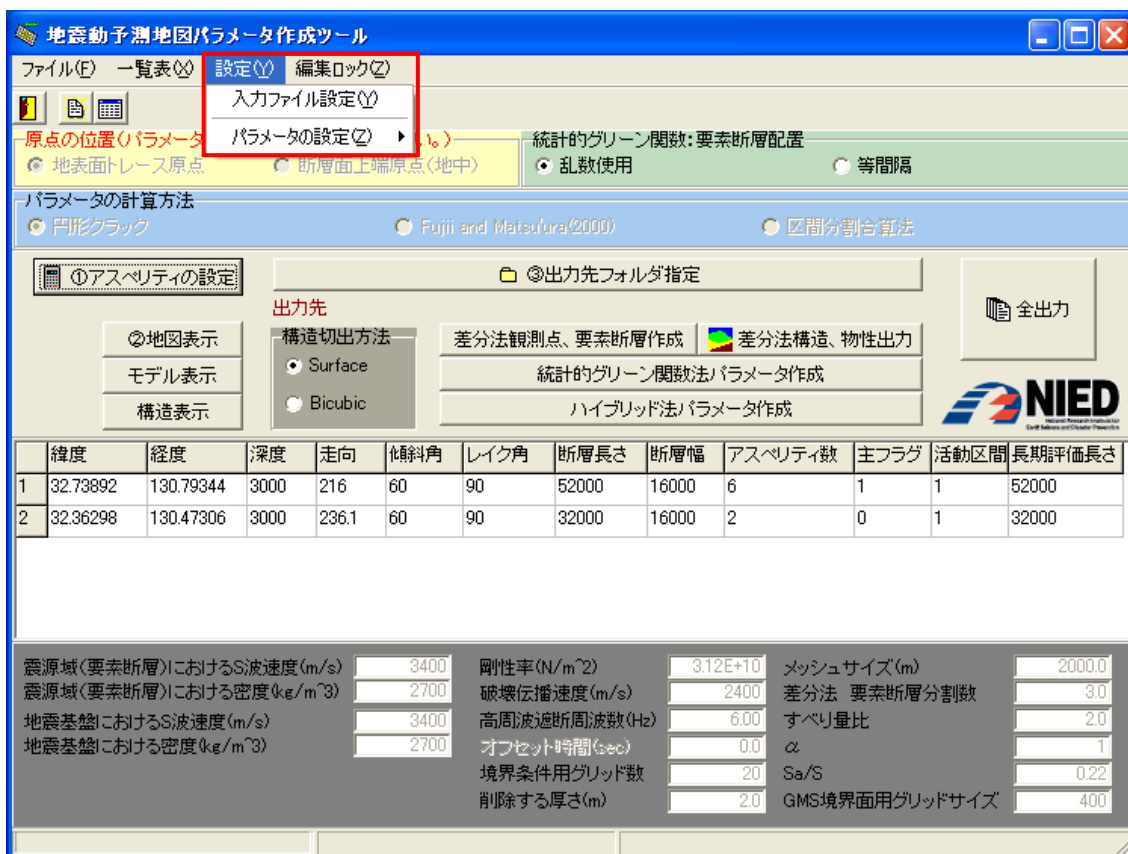 地震動予測地図パラメータ作成ツール
ファイル(F) 一覧表(X) 設定(Y) 編集ロック(Z)
入力ファイル設定(Y)
パラメータの設定(Z)
原点の位置(パラメータ い。)
統計的グリーン関数:要素断層配置
地表面トレース原点 断層面上端原点(地中) 乱数使用 等間隔
パラメータの計算方法
円形クラック Fujii and Matsu'ura(2000) 区間分割合算法
①アスペリティの設定 ③出力先フォルダ指定
全出力
出力先
②地図表示 構造切出方法 差分法観測点、要素断層作成 差分法構造、物性出力
モデル表示 Surface 統計的グリーン関数法パラメータ作成
構造表示 Bicubic ハイブリッド法パラメータ作成
NIED
緯度 経度 深度 走向 傾斜角 レイク角 断層長さ 断層幅 アスペリティ数 主フラグ 活動区間 長期評価長さ
1 32.73892 130.79344 3000 216 60 90 52000 16000 6 1 1 52000
2 32.36298 130.47306 3000 236.1 60 90 32000 16000 2 0 1 32000
震源域(要素断層)におけるS波速度(m/s) 3400 剛性率(N/m^2) 3.12E+10 メッシュサイズ(m) 2000.0
震源域(要素断層)における密度(kg/m^3) 2700 破壊伝播速度(m/s) 2400 差分法 要素断層分割数 3.0
地震基盤におけるS波速度(m/s) 3400 高周波遮断周波数(Hz) 6.00 すべり量比 2.0
地震基盤における密度(kg/m^3) 2700 オフセット時間(sec) 0.0 α 1
境界条件用グリッド数 20 Sa/S 0.22
削除する厚さ(m) 2.0 GMS境界面用グリッドサイズ 400